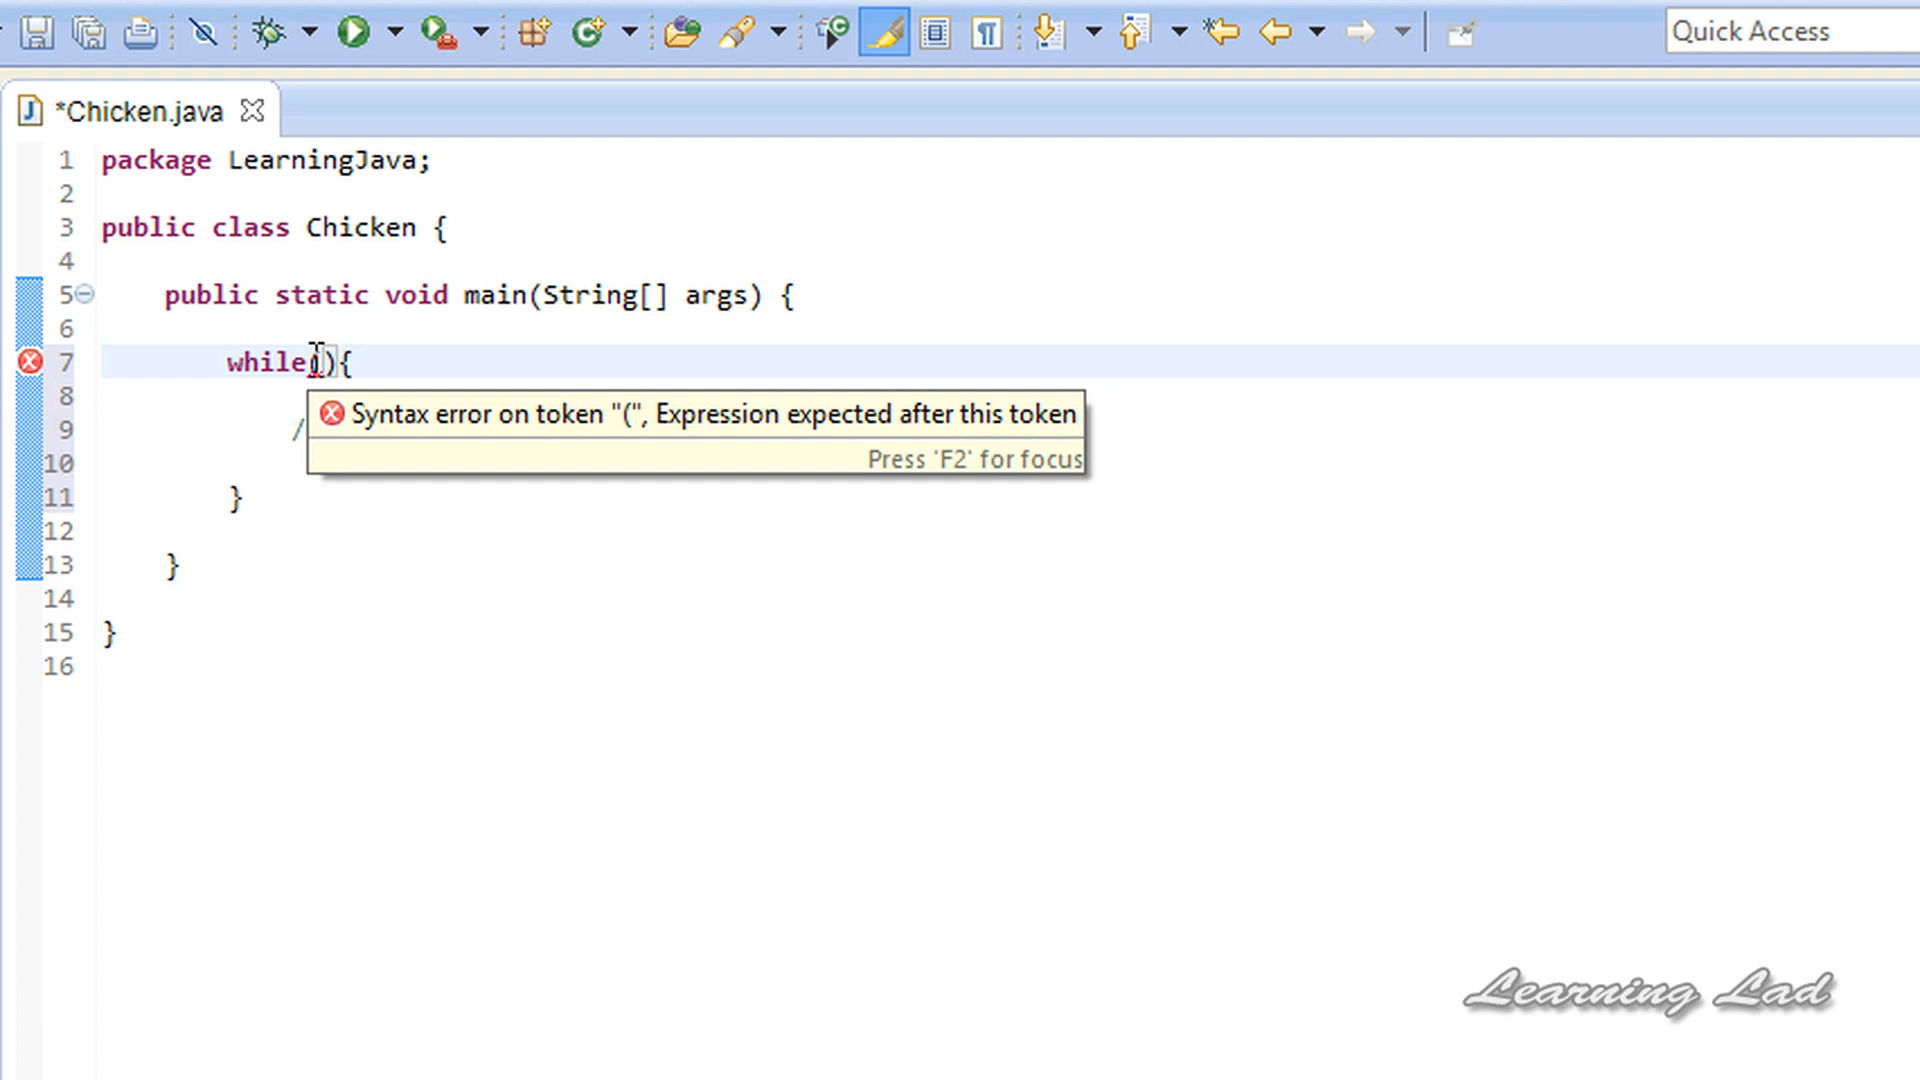 Quick Access
*Chicken.java
1 package LearningJava;
2
3 public class Chicken {
4
5 public static void main(String[] args) {
6
7 while(){
8
Syntax error on token "(", Expression expected after this token
9 /
Press 'F2' for focus
10
11 }
12
13 }
14
15 }
16
Learning Lad